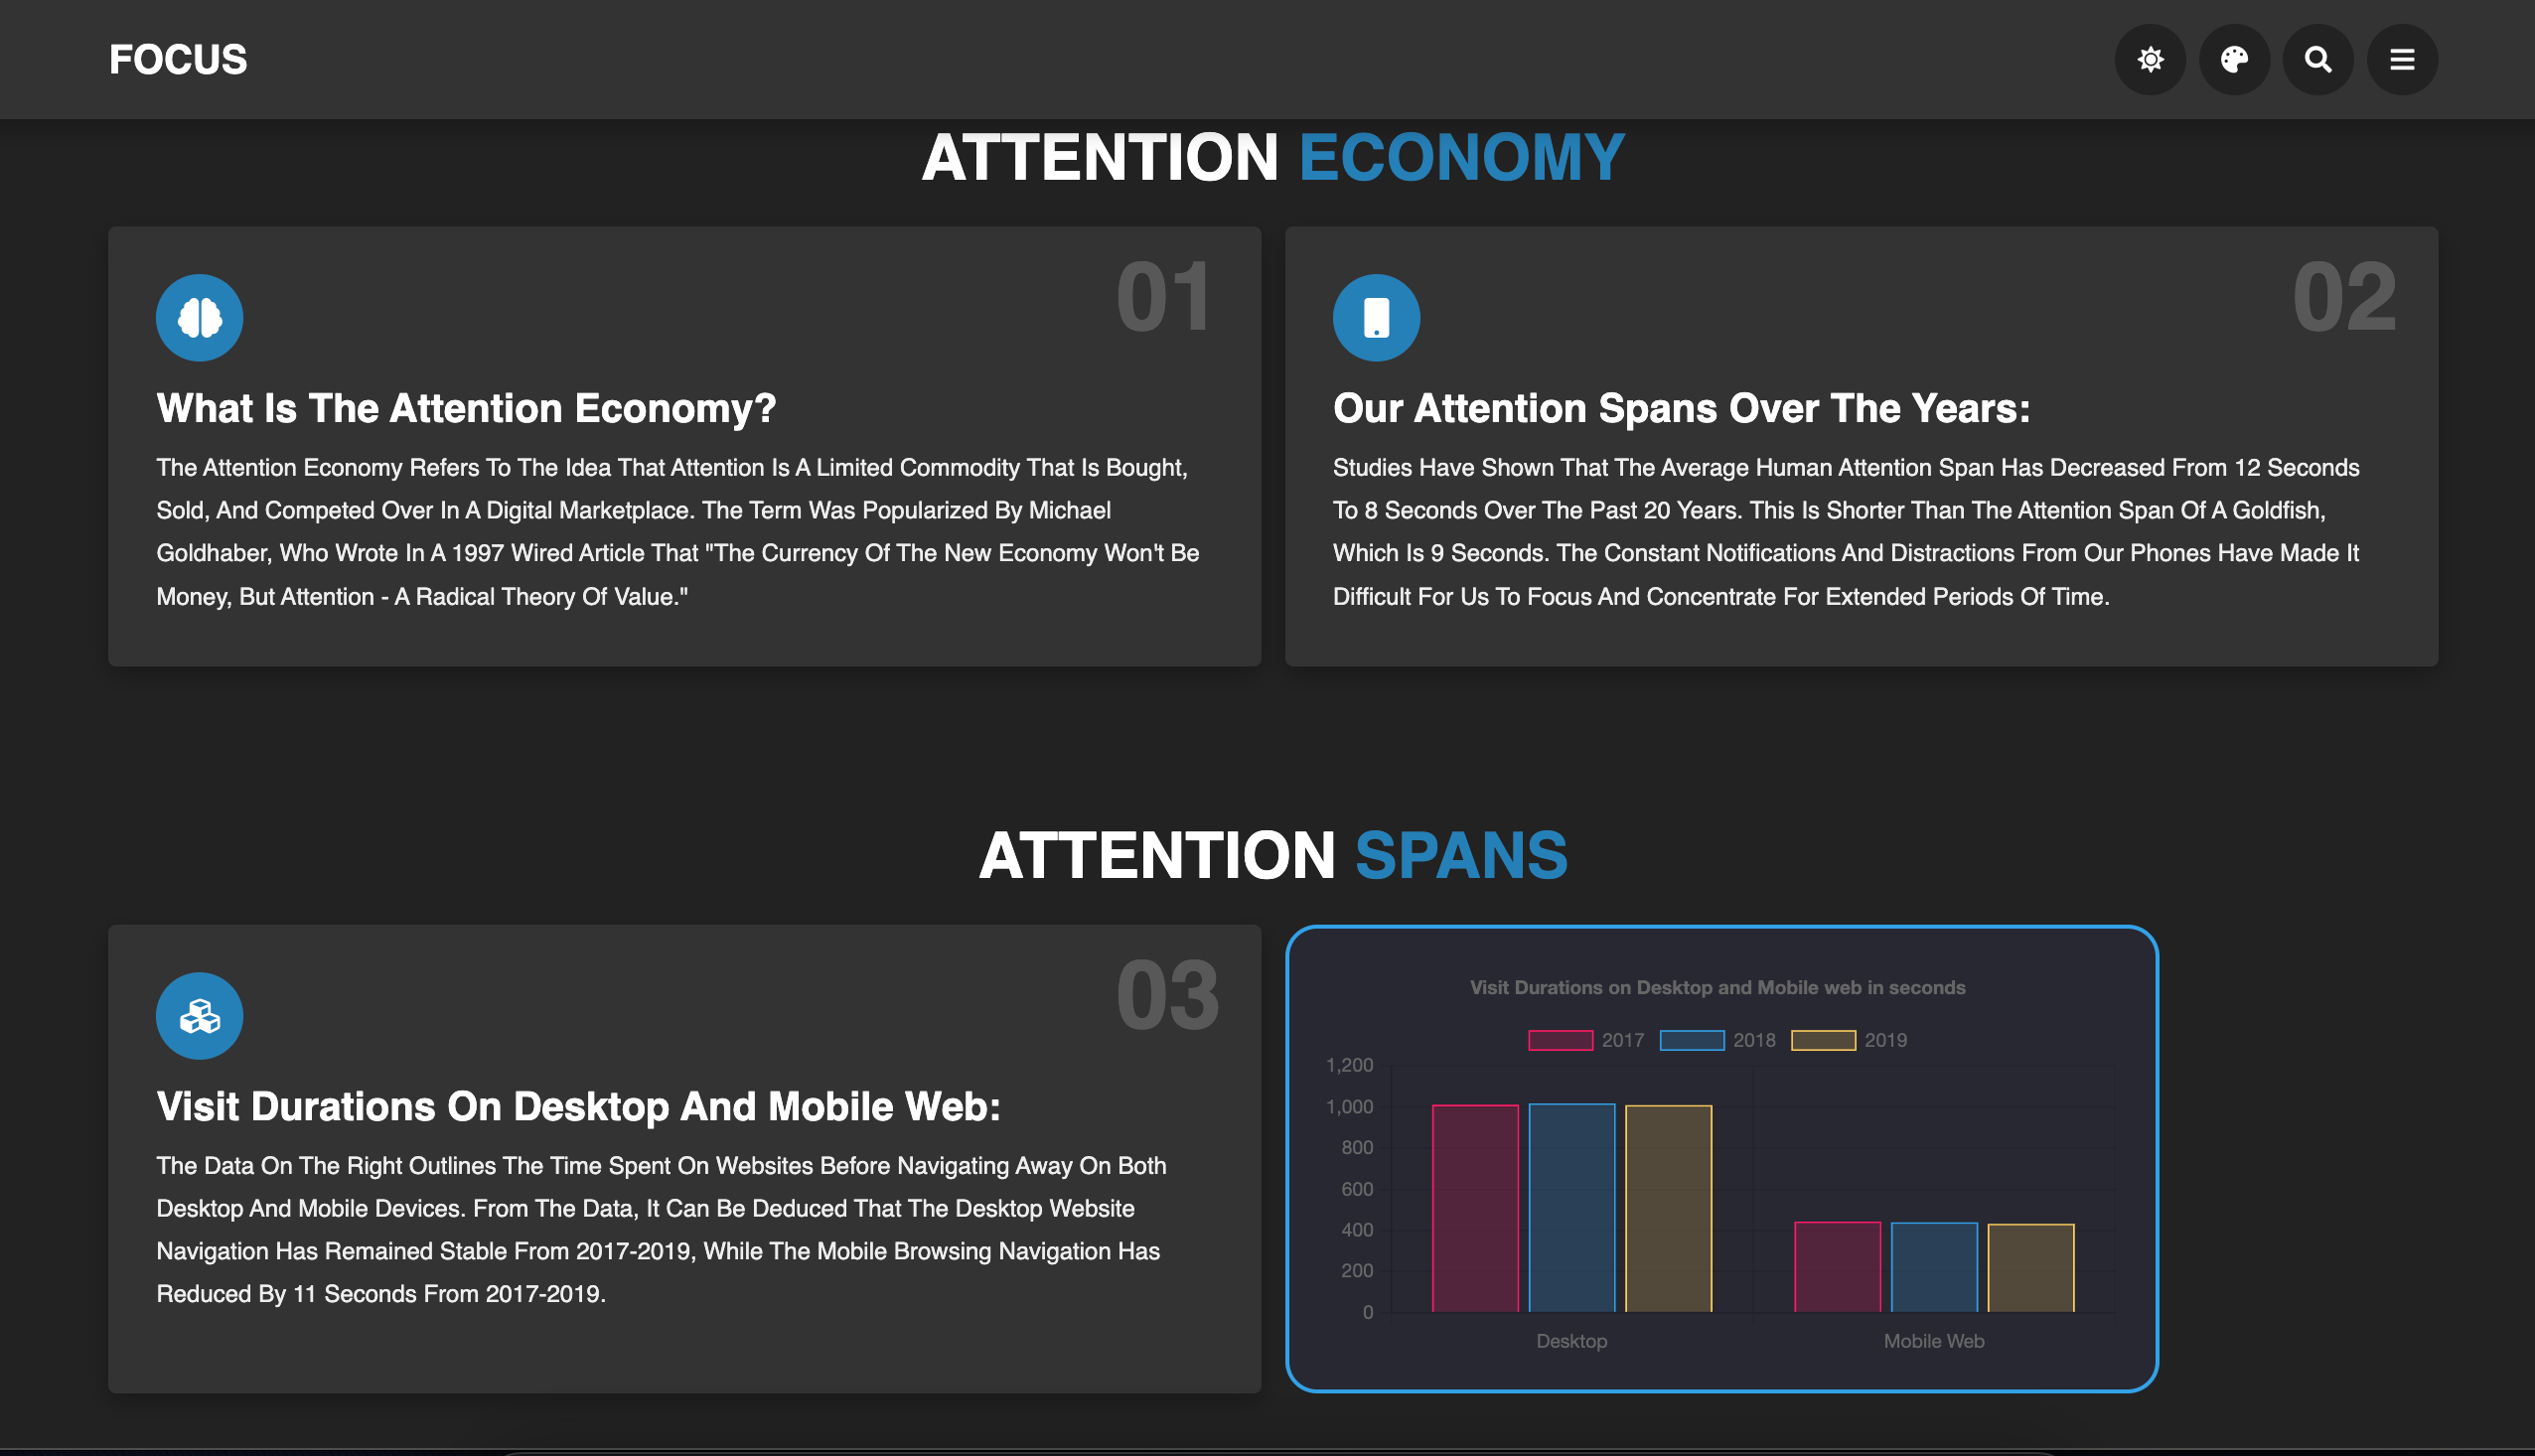 FOCUS
ATTENTION ECONOMY
01
What Is The Attention Economy?
The Attention Economy Refers To The Idea That Attention Is A Limited Commodity That Is Bought,
Sold, And Competed Over In A Digital Marketplace. The Term Was Popularized By Michael
Goldhaber, Who Wrote In A 1997 Wired Article That "The Currency Of The New Economy Won't Be
Money, But Attention - A Radical Theory Of Value."
02
Our Attention Spans Over The Years:
Studies Have Shown That The Average Human Attention Span Has Decreased From 12 Seconds
To 8 Seconds Over The Past 20 Years. This Is Shorter Than The Attention Span Of A Goldfish,
Which Is 9 Seconds. The Constant Notifications And Distractions From Our Phones Have Made It
Difficult For Us To Focus And Concentrate For Extended Periods Of Time.
ATTENTION SPANS
03
Visit Durations On Desktop And Mobile Web:
The Data On The Right Outlines The Time Spent On Websites Before Navigating Away On Both
Desktop And Mobile Devices. From The Data, It Can Be Deduced That The Desktop Website
Navigation Has Remained Stable From 2017-2019, While The Mobile Browsing Navigation Has
Reduced By 11 Seconds From 2017-2019.
Visit Durations on Desktop and Mobile web in seconds
2017 2018 2019
1,200
1,000
800
600
400
200
0
Desktop Mobile Web